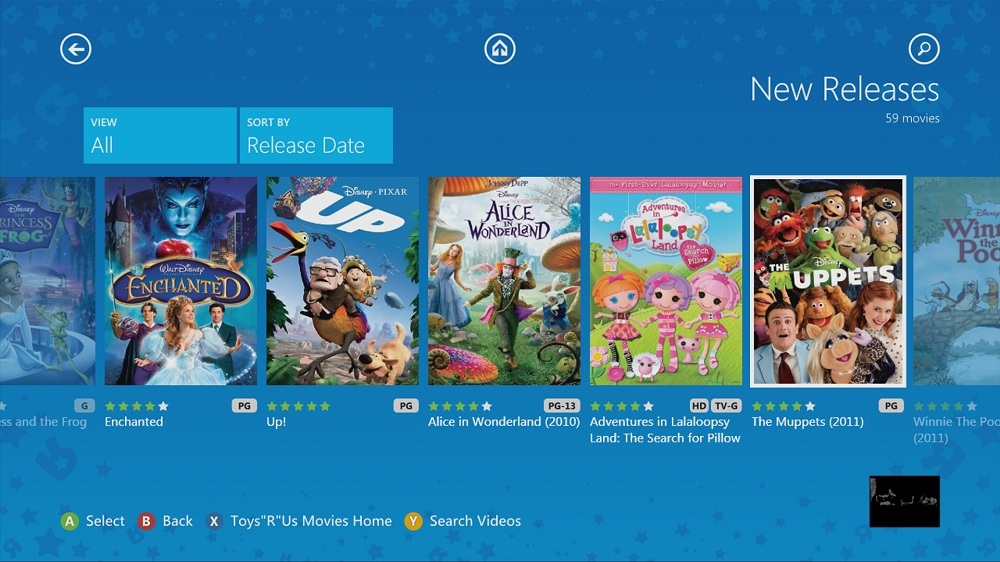 New Releases
59 movies
VIEW
All
SORT BY
Release Date
Disney
PRINCESS
FROG
WALT DISNEY
ENCHANTED
Disney · PIXAR
UP
JOHNNY DEPP
Disney
ALICE
IN
WONDERLAND
The First-Ever Lalaloopsy Movie!
Adventures
in
Lalaloopsy
Land
the
Search
for
Pillow
Disney
THE
MUPPETS
Winn
the
Poo
G
ess and the Frog
PG
Enchanted
PG
Up!
PG-13
Alice in Wonderland (2010)
HD TV-G
Adventures in Lalaloopsy
Land: The Search for Pillow
PG
The Muppets (2011)
Winnie The Poo
(2011)
A Select B Back X Toys"R"Us Movies Home Y Search Videos